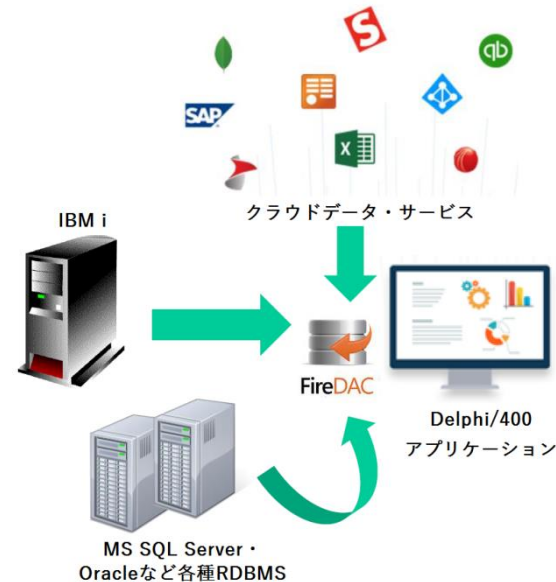 S
qb
SAP
X
クラウドデータ・サービス
IBM i
FireDAC
Delphi/400
アプリケーション
MS SQL Server・
Oracleなど各種RDBMS